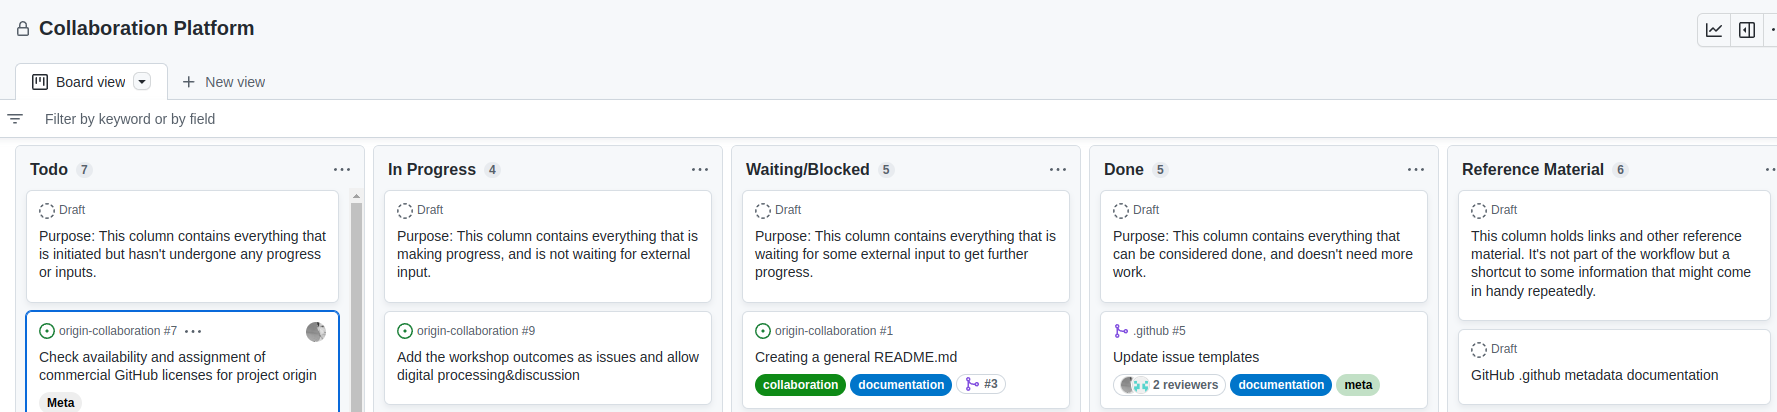 Collaboration Platform
Board view
New view
Filter by keyword or by field
Todo 7
Draft
Purpose: This column contains everything that
is initiated but hasn't undergone any progress
or inputs.
origin-collaboration #7
Check availability and assignment of
commercial GitHub licenses for project origin
Meta
In Progress 4
Draft
Purpose: This column contains everything that is
making progress, and is not waiting for external
input.
origin-collaboration #9
Add the workshop outcomes as issues and allow
digital processing&discussion
Waiting/Blocked 5
Draft
Purpose: This column contains everything that is
waiting for some external input to get further
progress.
origin-collaboration #1
Creating a general README.md
collaboration documentation #3
Done 5
Draft
Purpose: This column contains everything that
can be considered done, and doesn't need more
work.
.github #5
Update issue templates
2 reviewers documentation meta
Reference Material 6
Draft
This column holds links and other reference
material. It's not part of the workflow but a
shortcut to some information that might come
in handy repeatedly.
Draft
GitHub .github metadata documentation